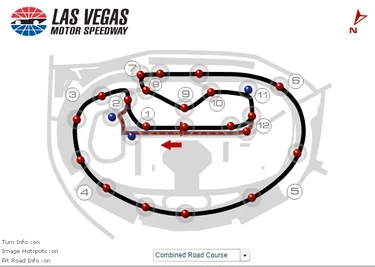 LAS VEGAS
MOTOR SPEEDWAY
N
7
6
3
2
8
9
11
10
1
12
4
5
Turn Info :on
Image Hotspots :on
Pit Road Info :on
Combined Road Course